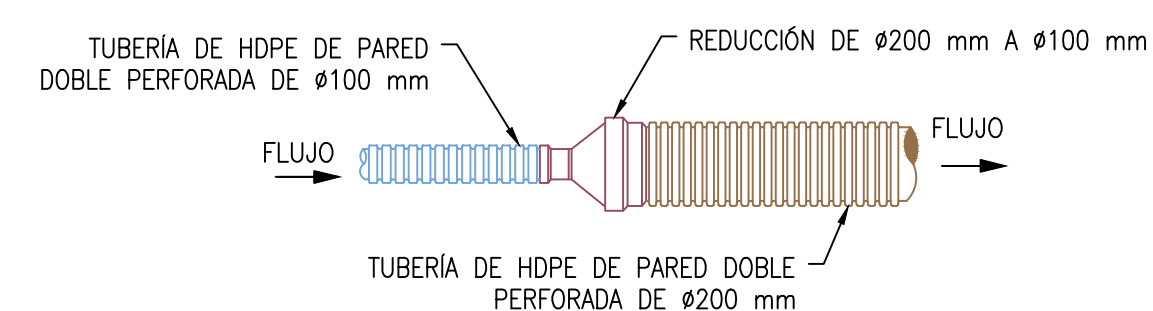 TUBERÍA DE HDPE DE PARED
DOBLE PERFORADA DE Ø100 mm
REDUCCIÓN DE Ø200 mm A Ø100 mm
FLUJO
FLUJO
TUBERÍA DE HDPE DE PARED DOBLE
PERFORADA DE Ø200 mm